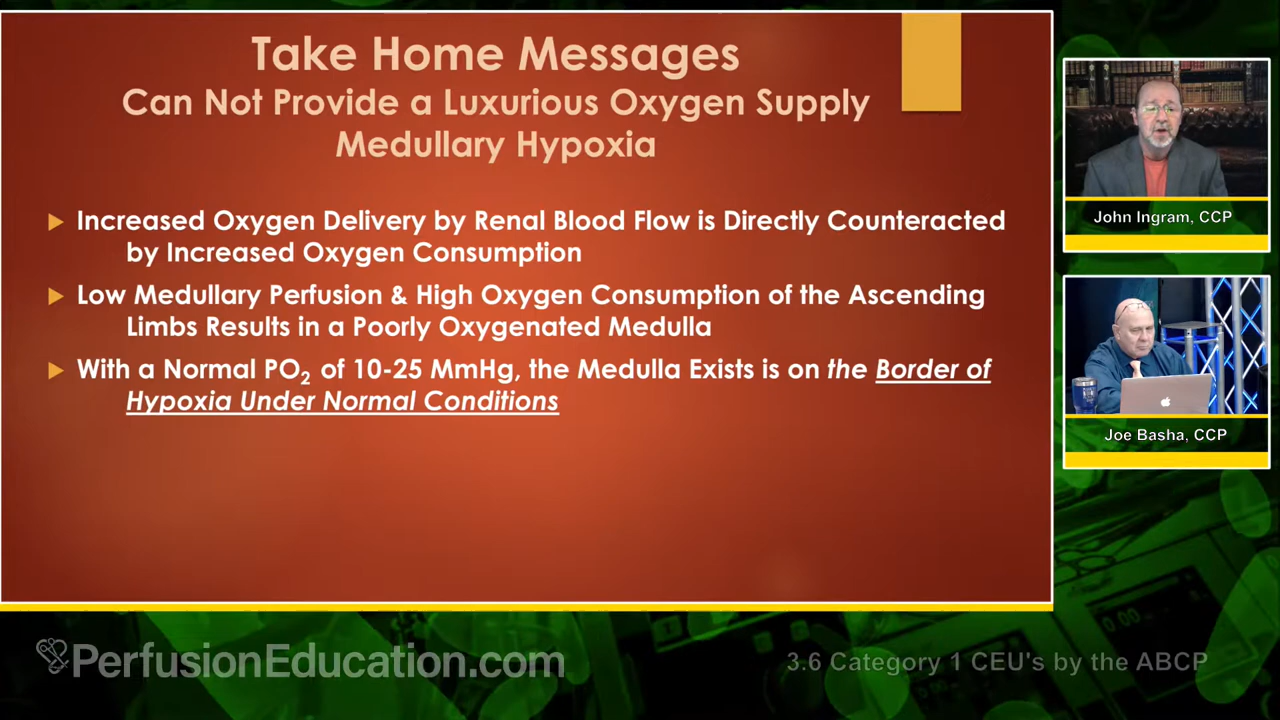 Take Home Messages
Can Not Provide a Luxurious Oxygen Supply
Medullary Hypoxia
Increased Oxygen Delivery by Renal Blood Flow is Directly Counteracted
by Increased Oxygen Consumption
Low Medullary Perfusion & High Oxygen Consumption of the Ascending
Limbs Results in a Poorly Oxygenated Medulla
With a Normal PO₂ of 10-25 MmHg, the Medulla Exists is on the Border of
Hypoxia Under Normal Conditions
John Ingram, CCP
Joe Basha, CCP
PerfusionEducation.com
3.6 Category 1 CEU's by the ABCP